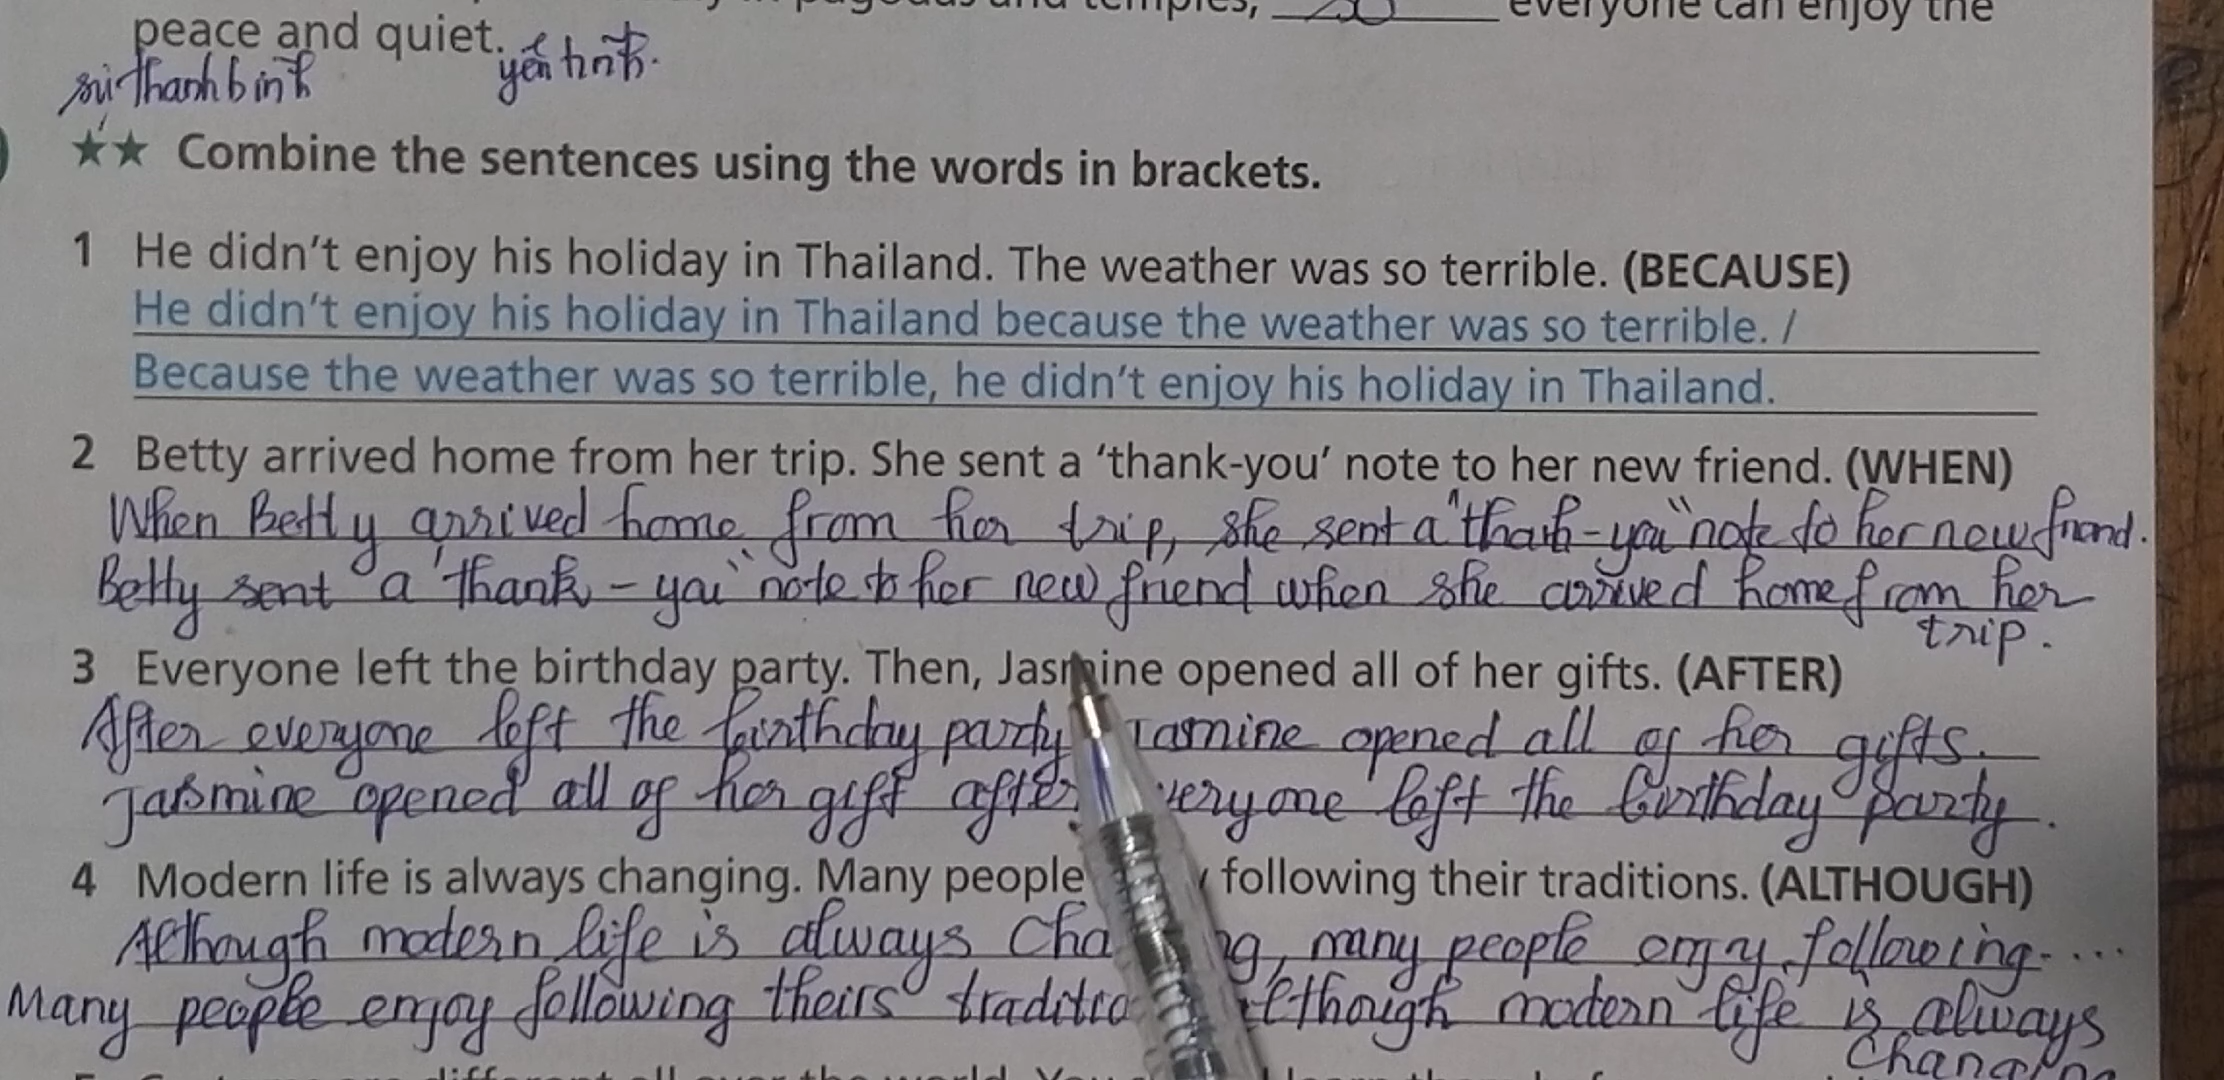 temples, everyone can enjoy the
peace and quiet. yên tĩnh.
sự thanh bình
★★ Combine the sentences using the words in brackets.
1 He didn't enjoy his holiday in Thailand. The weather was so terrible. (BECAUSE)
He didn't enjoy his holiday in Thailand because the weather was so terrible. /
Because the weather was so terrible, he didn't enjoy his holiday in Thailand.
2 Betty arrived home from her trip. She sent a 'thank-you' note to her new friend. (WHEN)
When Betty arrived home from her trip, she sent a "thank-you" note to her new friend.
Betty sent a "thank-you" note to her new friend when she arrived home from her
trip.
3 Everyone left the birthday party. Then, Jasmine opened all of her gifts. (AFTER)
After everyone left the birthday party Jamine opened all of her gifts.
Jasmine opened all of her gift after everyone left the birthday party.
4 Modern life is always changing. Many people following their traditions. (ALTHOUGH)
Although modern life is always changing, many people enjoy following....
Many people enjoy following theirs although modern life is always
changing